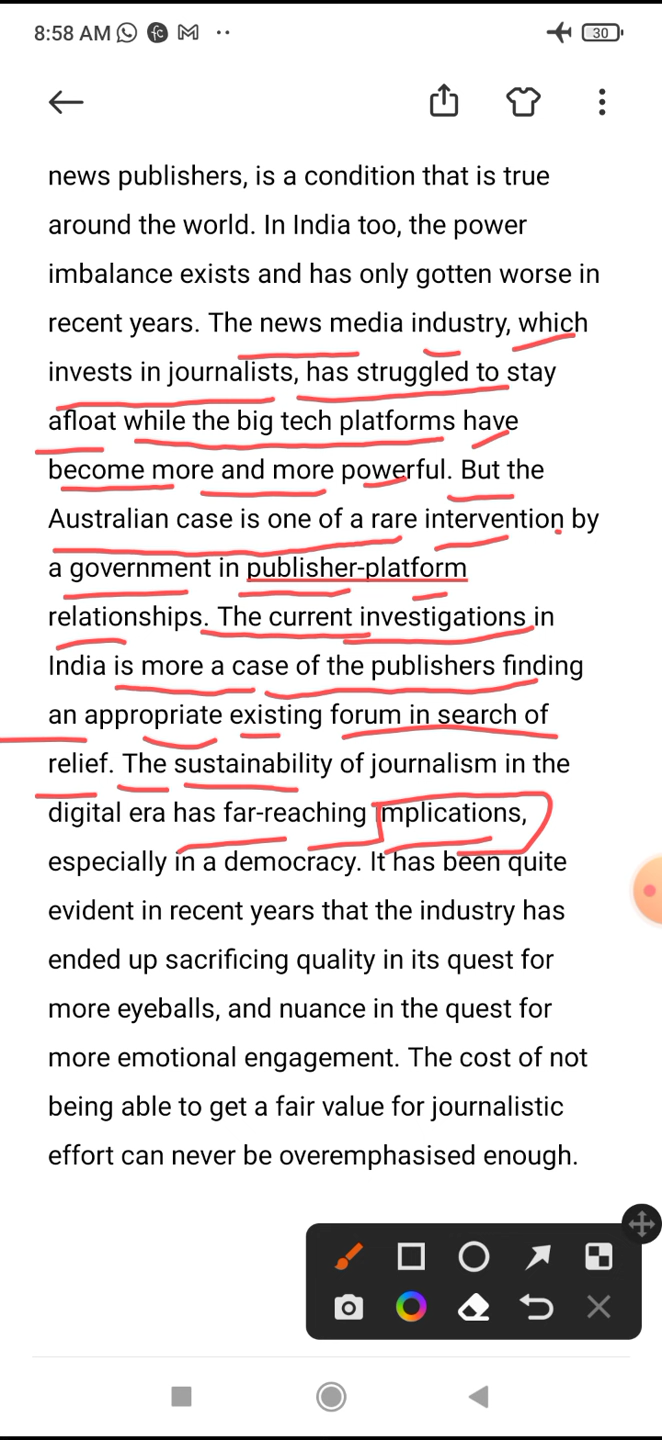 8:58 AM
fc
30
news publishers, is a condition that is true
around the world. In India too, the power
imbalance exists and has only gotten worse in
recent years. The news media industry, which
invests in journalists, has struggled to stay
afloat while the big tech platforms have
become more and more powerful. But the
Australian case is one of a rare intervention by
a government in publisher-platform
relationships. The current investigations in
India is more a case of the publishers finding
an appropriate existing forum in search of
relief. The sustainability of journalism in the
digital era has far-reaching implications,
especially in a democracy. It has been quite
evident in recent years that the industry has
ended up sacrificing quality in its quest for
more eyeballs, and nuance in the quest for
more emotional engagement. The cost of not
being able to get a fair value for journalistic
effort can never be overemphasised enough.